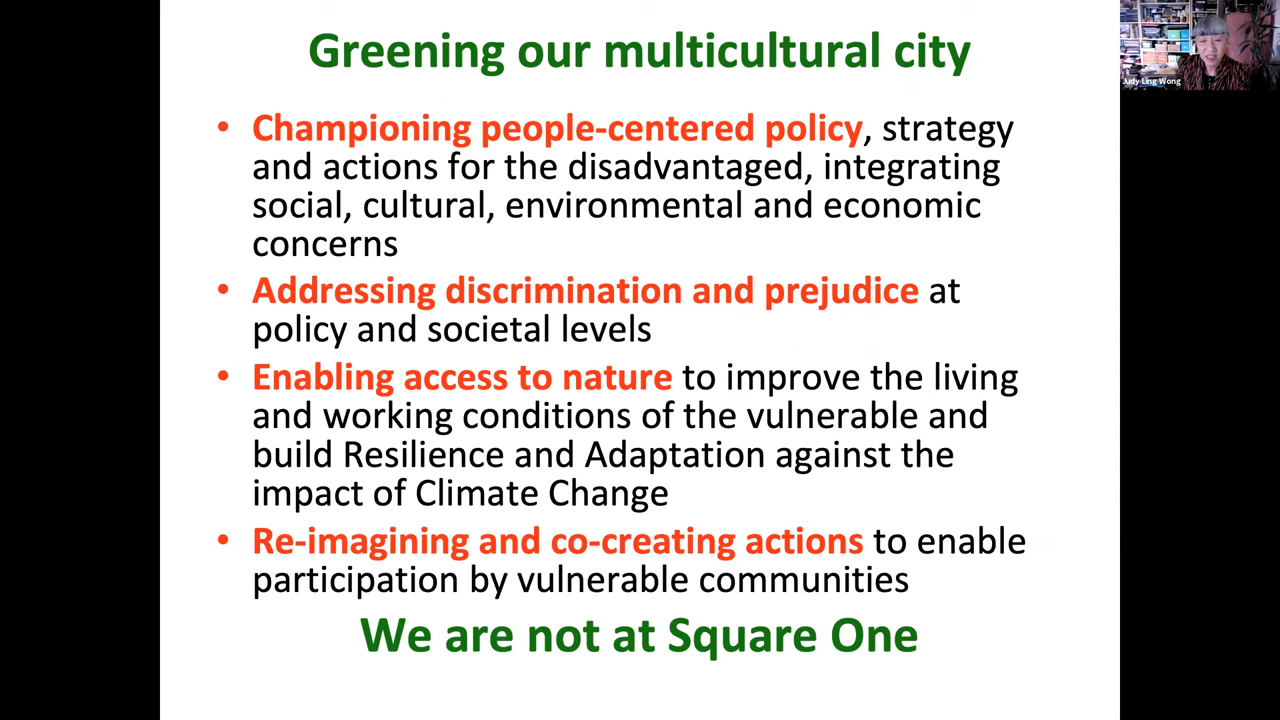 Greening our multicultural city
Judy Ling Wong
• Championing people-centered policy, strategy
and actions for the disadvantaged, integrating
social, cultural, environmental and economic
concerns
• Addressing discrimination and prejudice at
policy and societal levels
• Enabling access to nature to improve the living
and working conditions of the vulnerable and
build Resilience and Adaptation against the
impact of Climate Change
• Re-imagining and co-creating actions to enable
participation by vulnerable communities
We are not at Square One